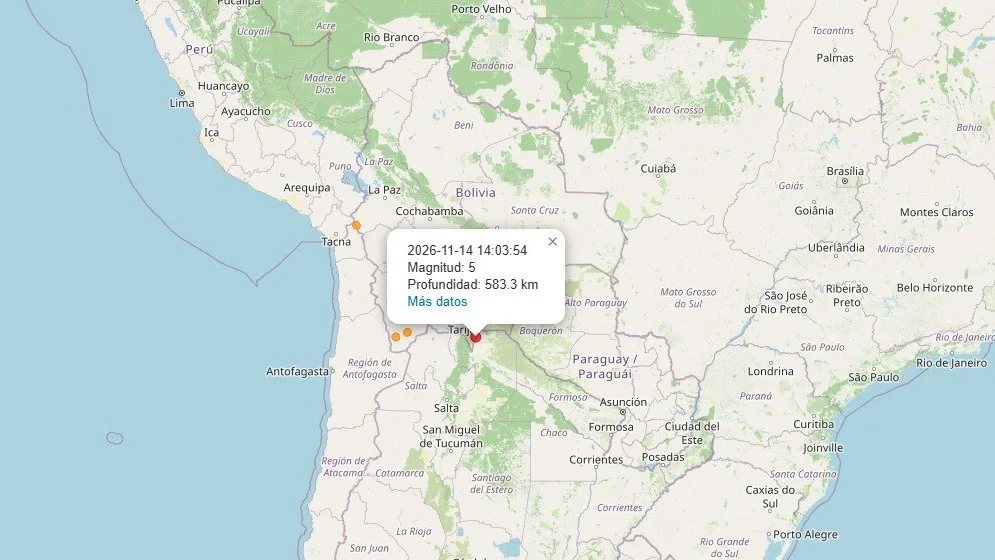 Pucallpa
Porto Velho
Acre
Ucayali
Rio Branco
Tocantins
Perú
Palmas
Rondônia
Huancayo
Madre de
Dios
Lima
Ayacucho
Mato Grosso
Cusco
Beni
Bahia
Ica
Puno
La Paz
Cuiabá
Brasília
Arequipa
La Paz
Bolivia
Goiás
Cochabamba
Santa Cruz
Goiânia
Montes Claros
Tacna
Uberlândia
Minas Gerais
2026-11-14 14:03:54
×
Magnitud: 5
Profundidad: 583.3 km
Más datos
Mato Grosso
do Sul
Ribeirão
Preto
Belo Horizonte
São José
do Rio Preto
Alto Paraguay
Tarij
Boquerón
Rio de Janeiro
São Paulo
Región de
Antofagasta
Paraguay /
Paraguái
Antofagasta
Londrina
Rio de Janeiro
São Paulo
Salta
Paraná
Formosa
Asunción
Salta
Curitiba
Formosa
Ciudad del
Este
San Miguel
de Tucumán
Chaco
Joinville
Corrientes
Posadas
Región de
Atacama
Catamarca
Santiago
del Estero
Santa Catarina
Caxias do
Sul
Corrientes
La Rioja
Porto Alegre
San Juan
Rio Grande
do Sul